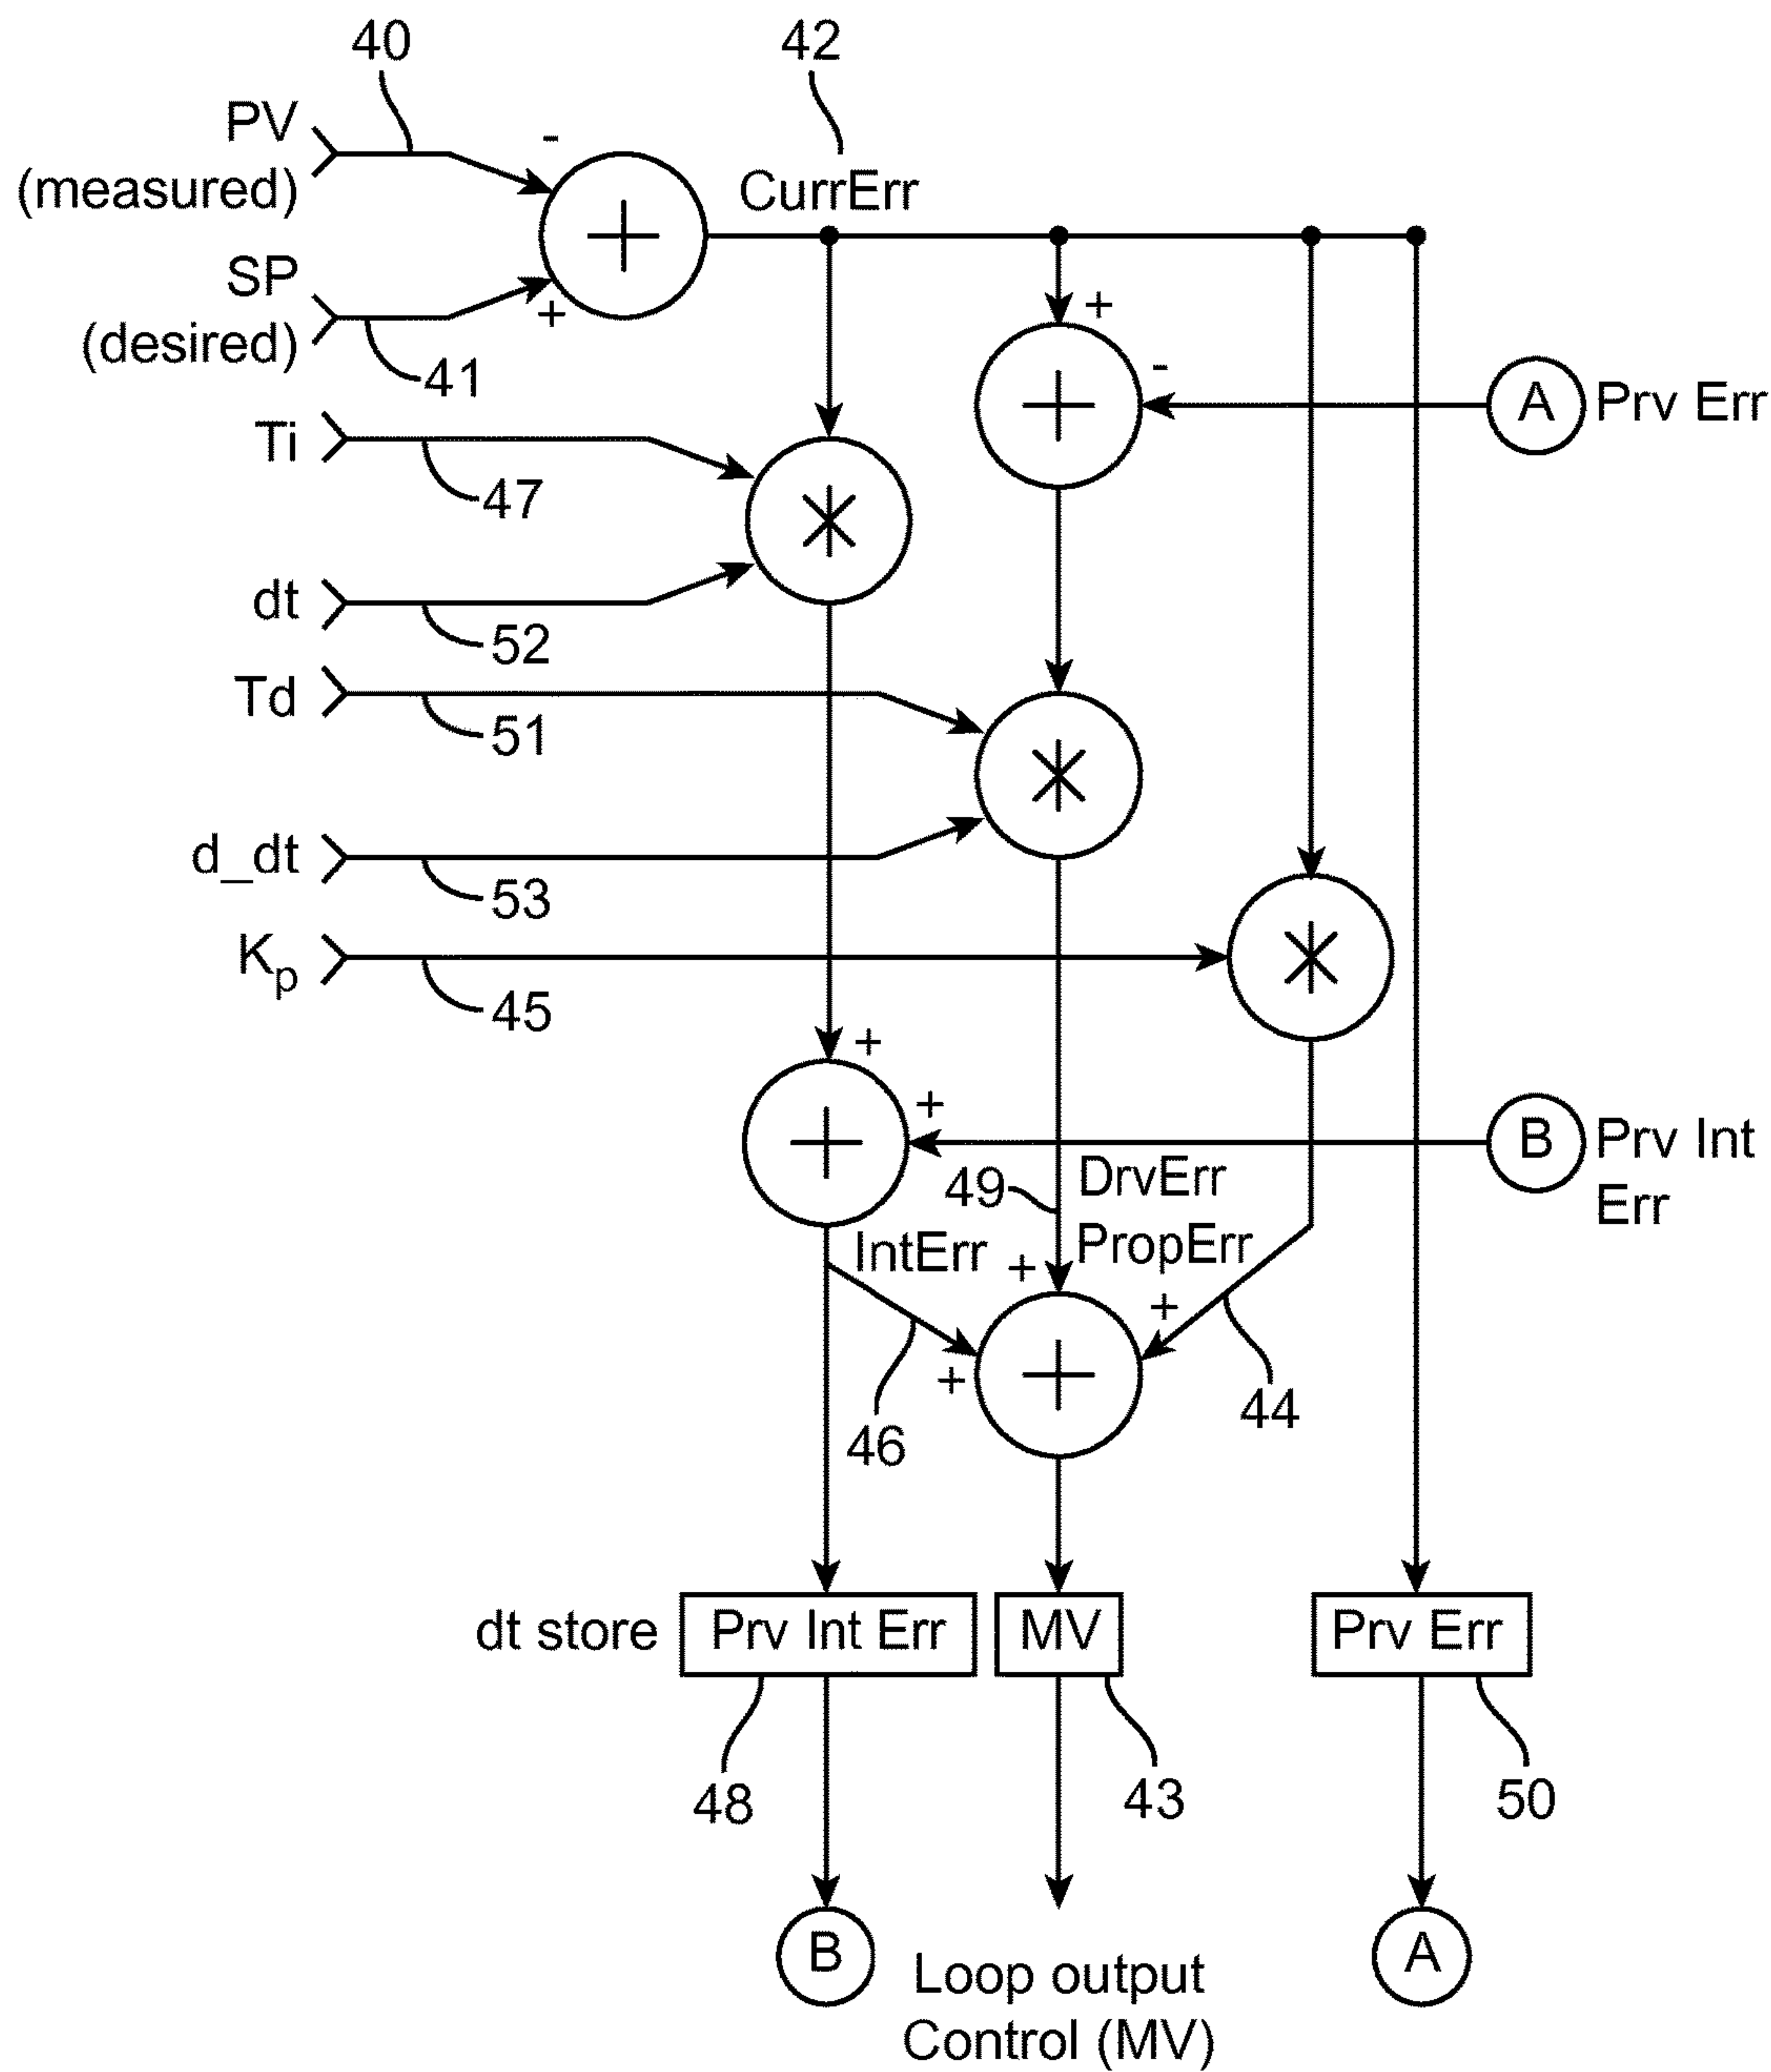 40
42
PV
(measured)
-
CurrErr
SP
(desired)
+
41
+
-
A Prv Err
Ti
47
dt
52
Td
51
d_dt
53
Kp
45
+
+
B Prv Int
Err
49 DrvErr
IntErr + PropErr
+
+
46
44
dt store Prv Int Err MV Prv Err
48 43 50
B A
Loop output
Control (MV)